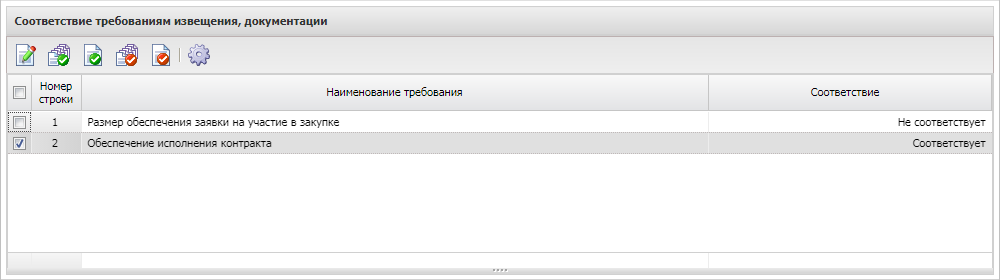 Соответствие требованиям извещения, документации
Номер строки Наименование требования Соответствие
1 Размер обеспечения заявки на участие в закупке Не соответствует
2 Обеспечение исполнения контракта Соответствует